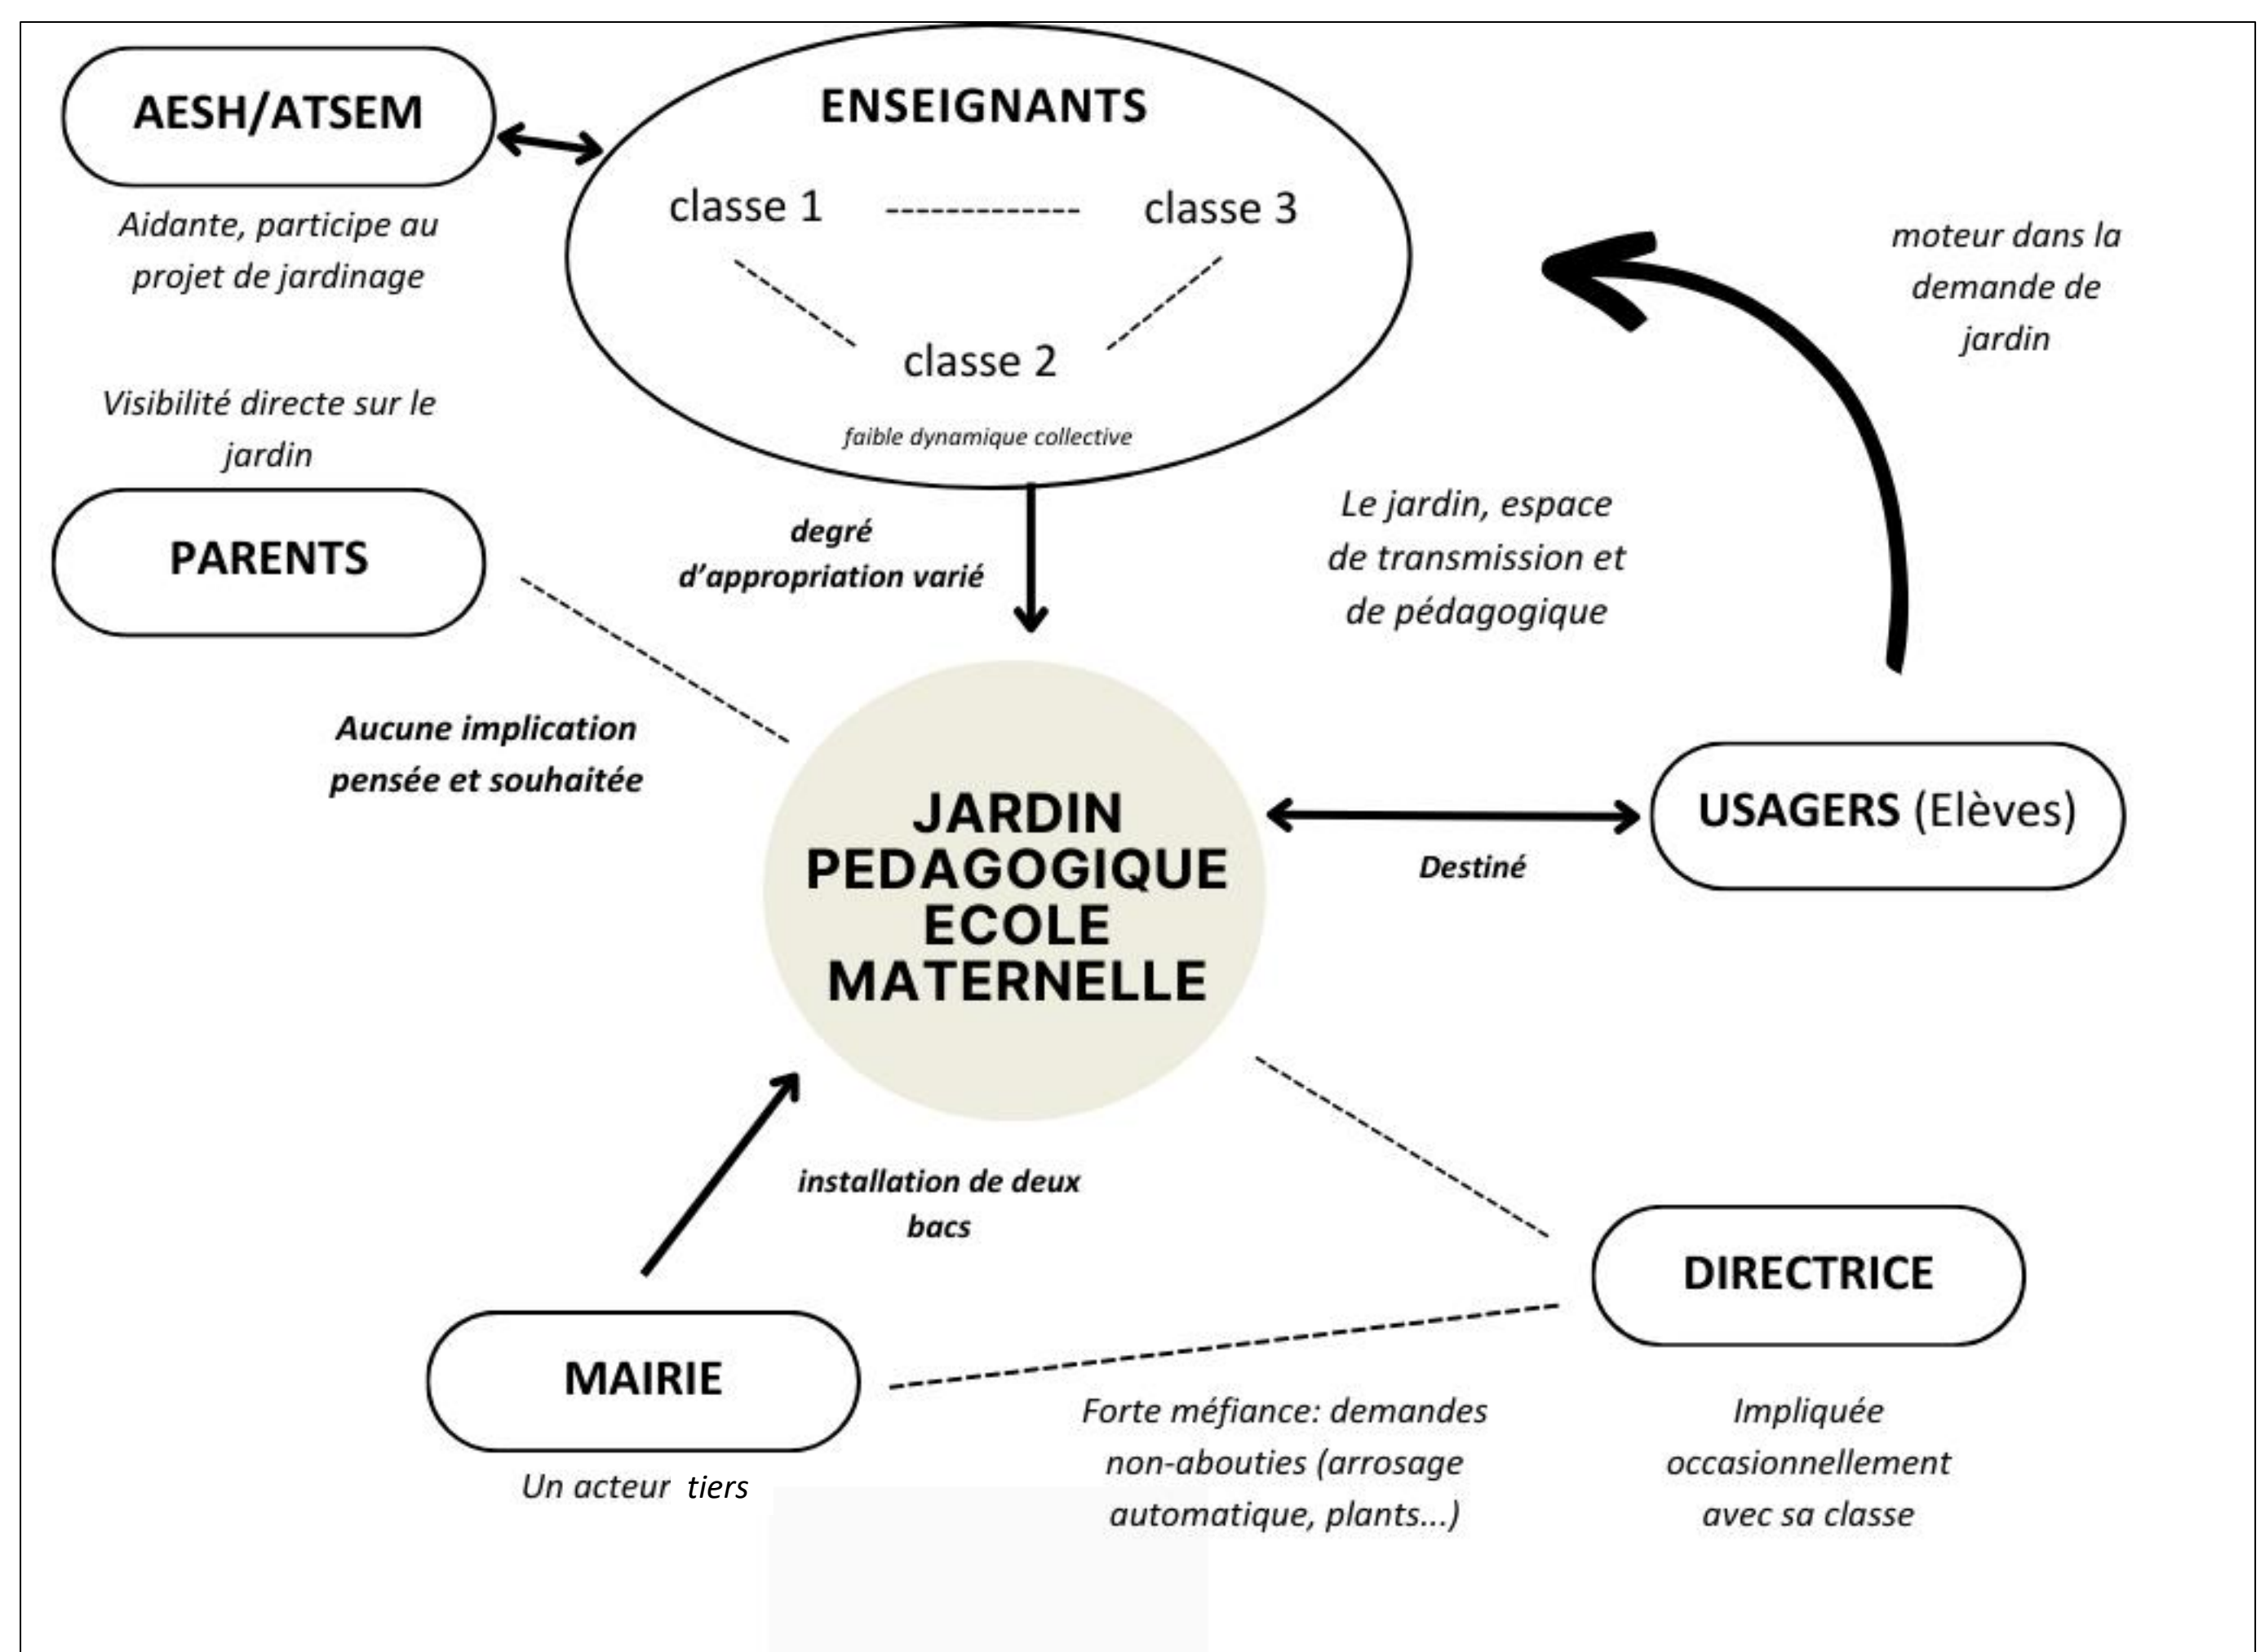 AESH/ATSEM
Aidante, participe au
projet de jardinage
ENSEIGNANTS
classe 1 ------------- classe 3
classe 2
faible dynamique collective
moteur dans la
demande de
jardin
Visibilité directe sur le
jardin
PARENTS
degré
d’appropriation varié
Le jardin, espace
de transmission et
de pédagogique
Aucune implication
pensée et souhaitée
JARDIN
PEDAGOGIQUE
ECOLE
MATERNELLE
USAGERS (Elèves)
Destiné
installation de deux
bacs
DIRECTRICE
Impliquée
occasionnellement
avec sa classe
MAIRIE
Un acteur tiers
Forte méfiance: demandes
non-abouties (arrosage
automatique, plants...)